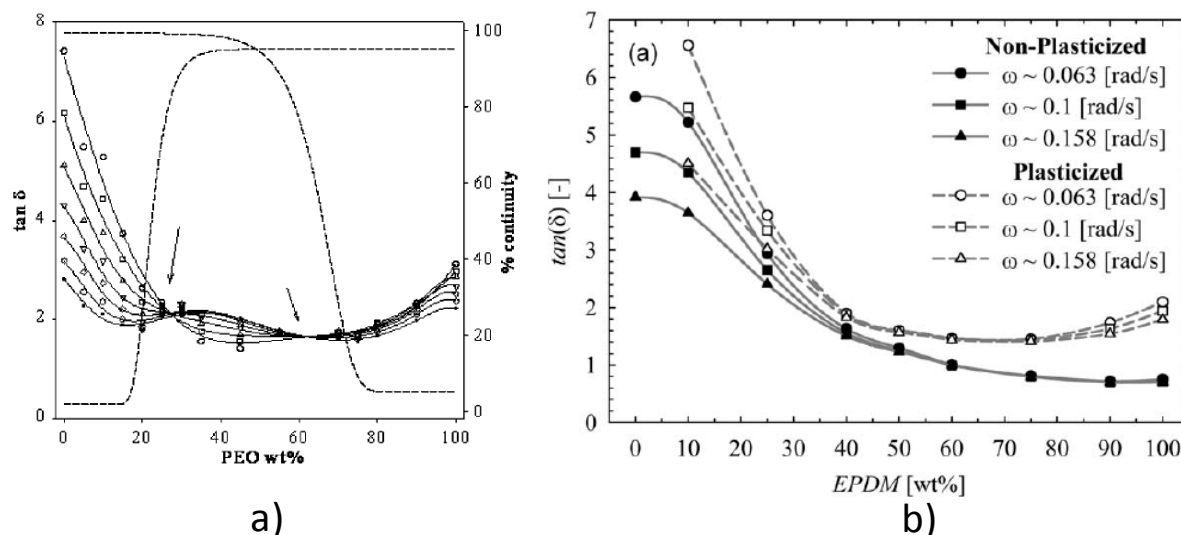 8
6
4
2
0
tan δ
100
80
60
40
20
0
% continuity
0 20 40 60 80 100
PEO wt%
a)
(a)
7
6
5
4
3
2
1
0
tan(δ) [-]
Non-Plasticized
ω ~ 0.063 [rad/s]
ω ~ 0.1 [rad/s]
ω ~ 0.158 [rad/s]
Plasticized
ω ~ 0.063 [rad/s]
ω ~ 0.1 [rad/s]
ω ~ 0.158 [rad/s]
0 10 20 30 40 50 60 70 80 90 100
EPDM [wt%]
b)